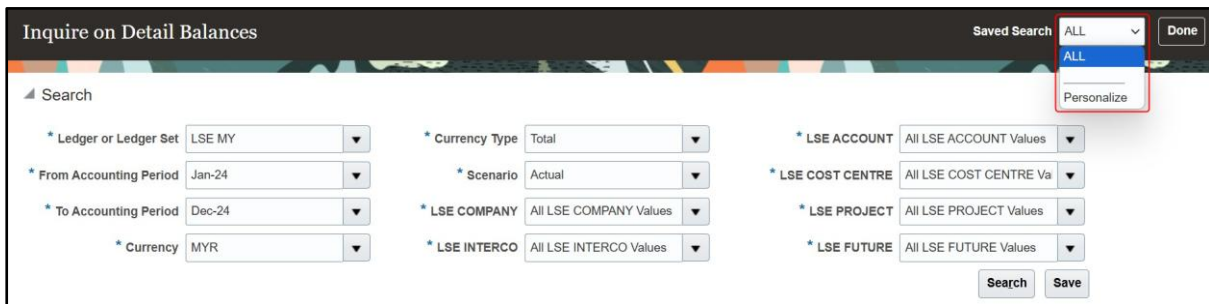 Inquire on Detail Balances Saved Search ALL Done
ALL
Personalize
Search
* Ledger or Ledger Set LSE MY * Currency Type Total * LSE ACCOUNT All LSE ACCOUNT Values
* From Accounting Period Jan-24 * Scenario Actual * LSE COST CENTRE All LSE COST CENTRE Va
* To Accounting Period Dec-24 * LSE COMPANY All LSE COMPANY Values * LSE PROJECT All LSE PROJECT Values
* Currency MYR * LSE INTERCO All LSE INTERCO Values * LSE FUTURE All LSE FUTURE Values
Search Save